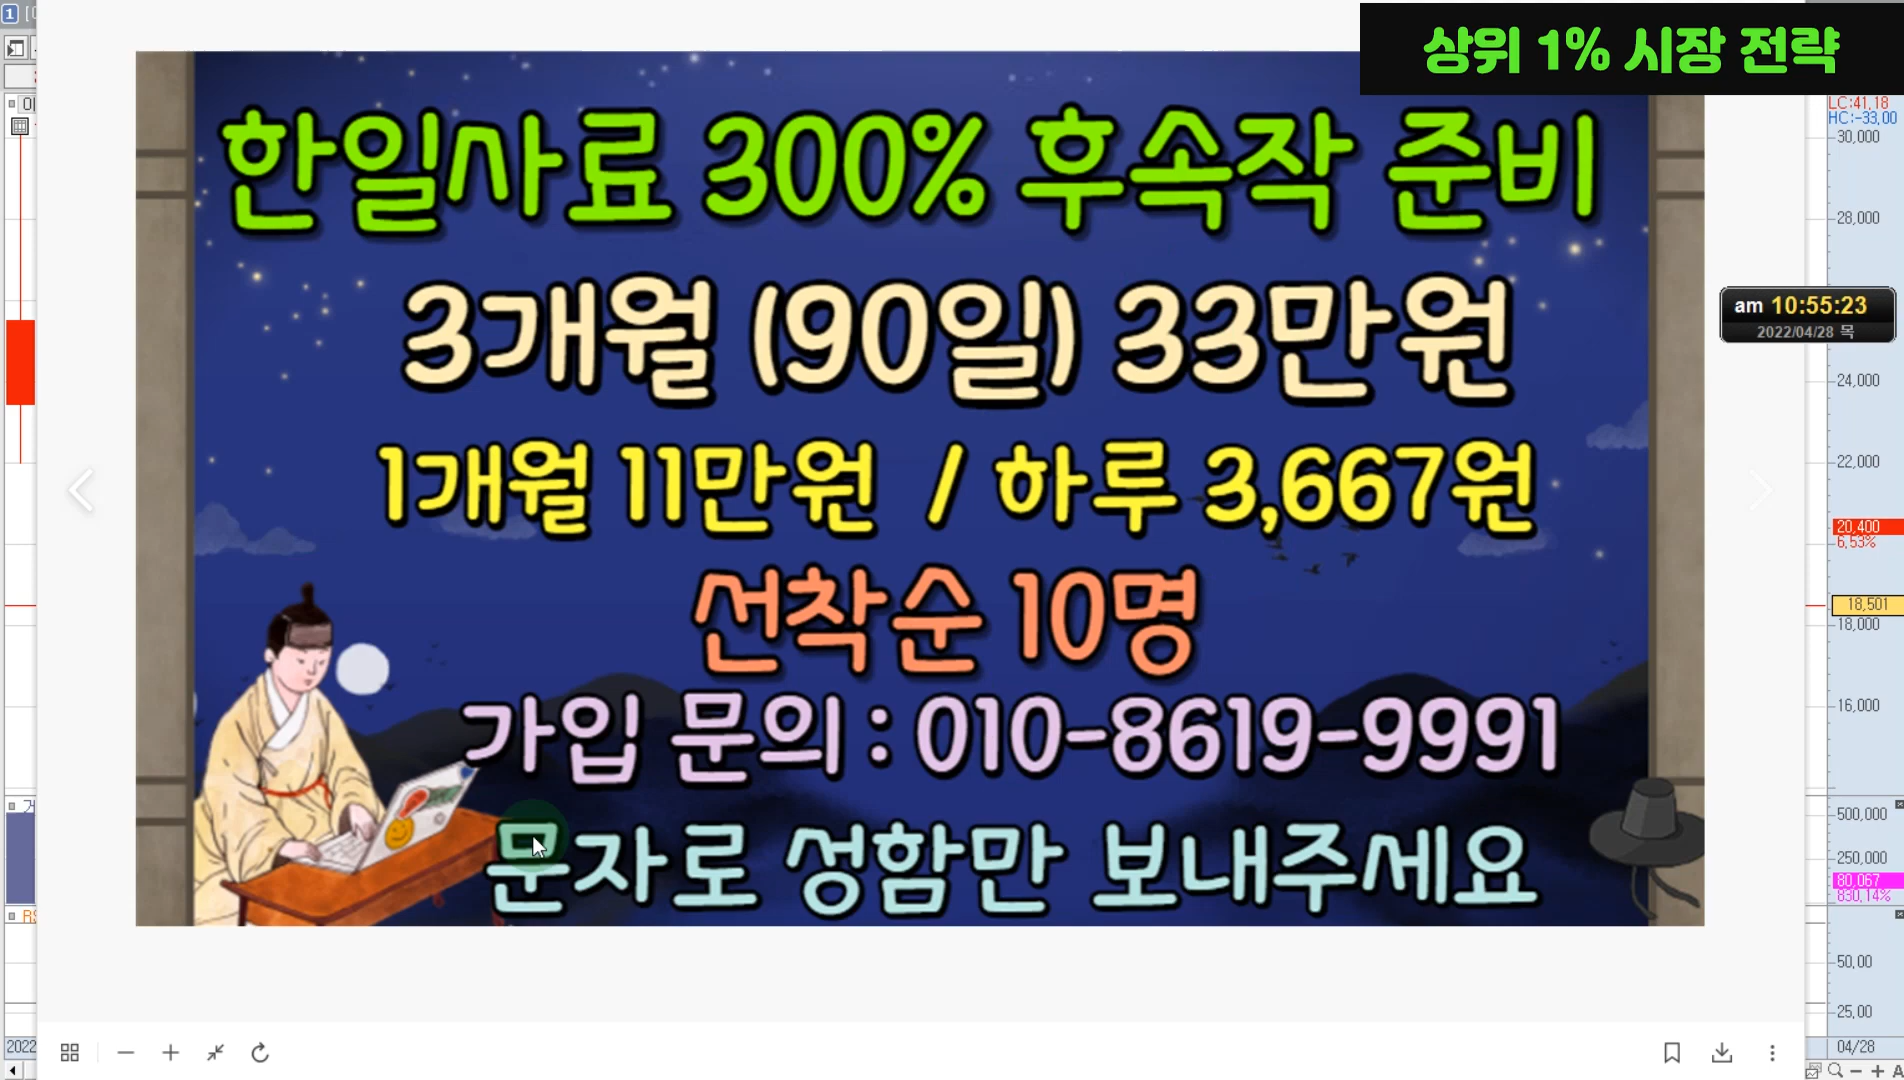 상위 1% 시장 전략
한일사료 300% 후속작 준비
3개월 (90일) 33만원
1개월 11만원 / 하루 3,667원
선착순 10명
가입 문의 : 010-8619-9991
문자로 성함만 보내주세요
LC:41,18
HC:-33,00
30,000
28,000
am 10:55:23
2022/04/28 목
24,000
22,000
20,400
6,53%
18,501
18,000
16,000
500,000
250,000
80,067
830,14%
50,00
25,00
2022
04/28